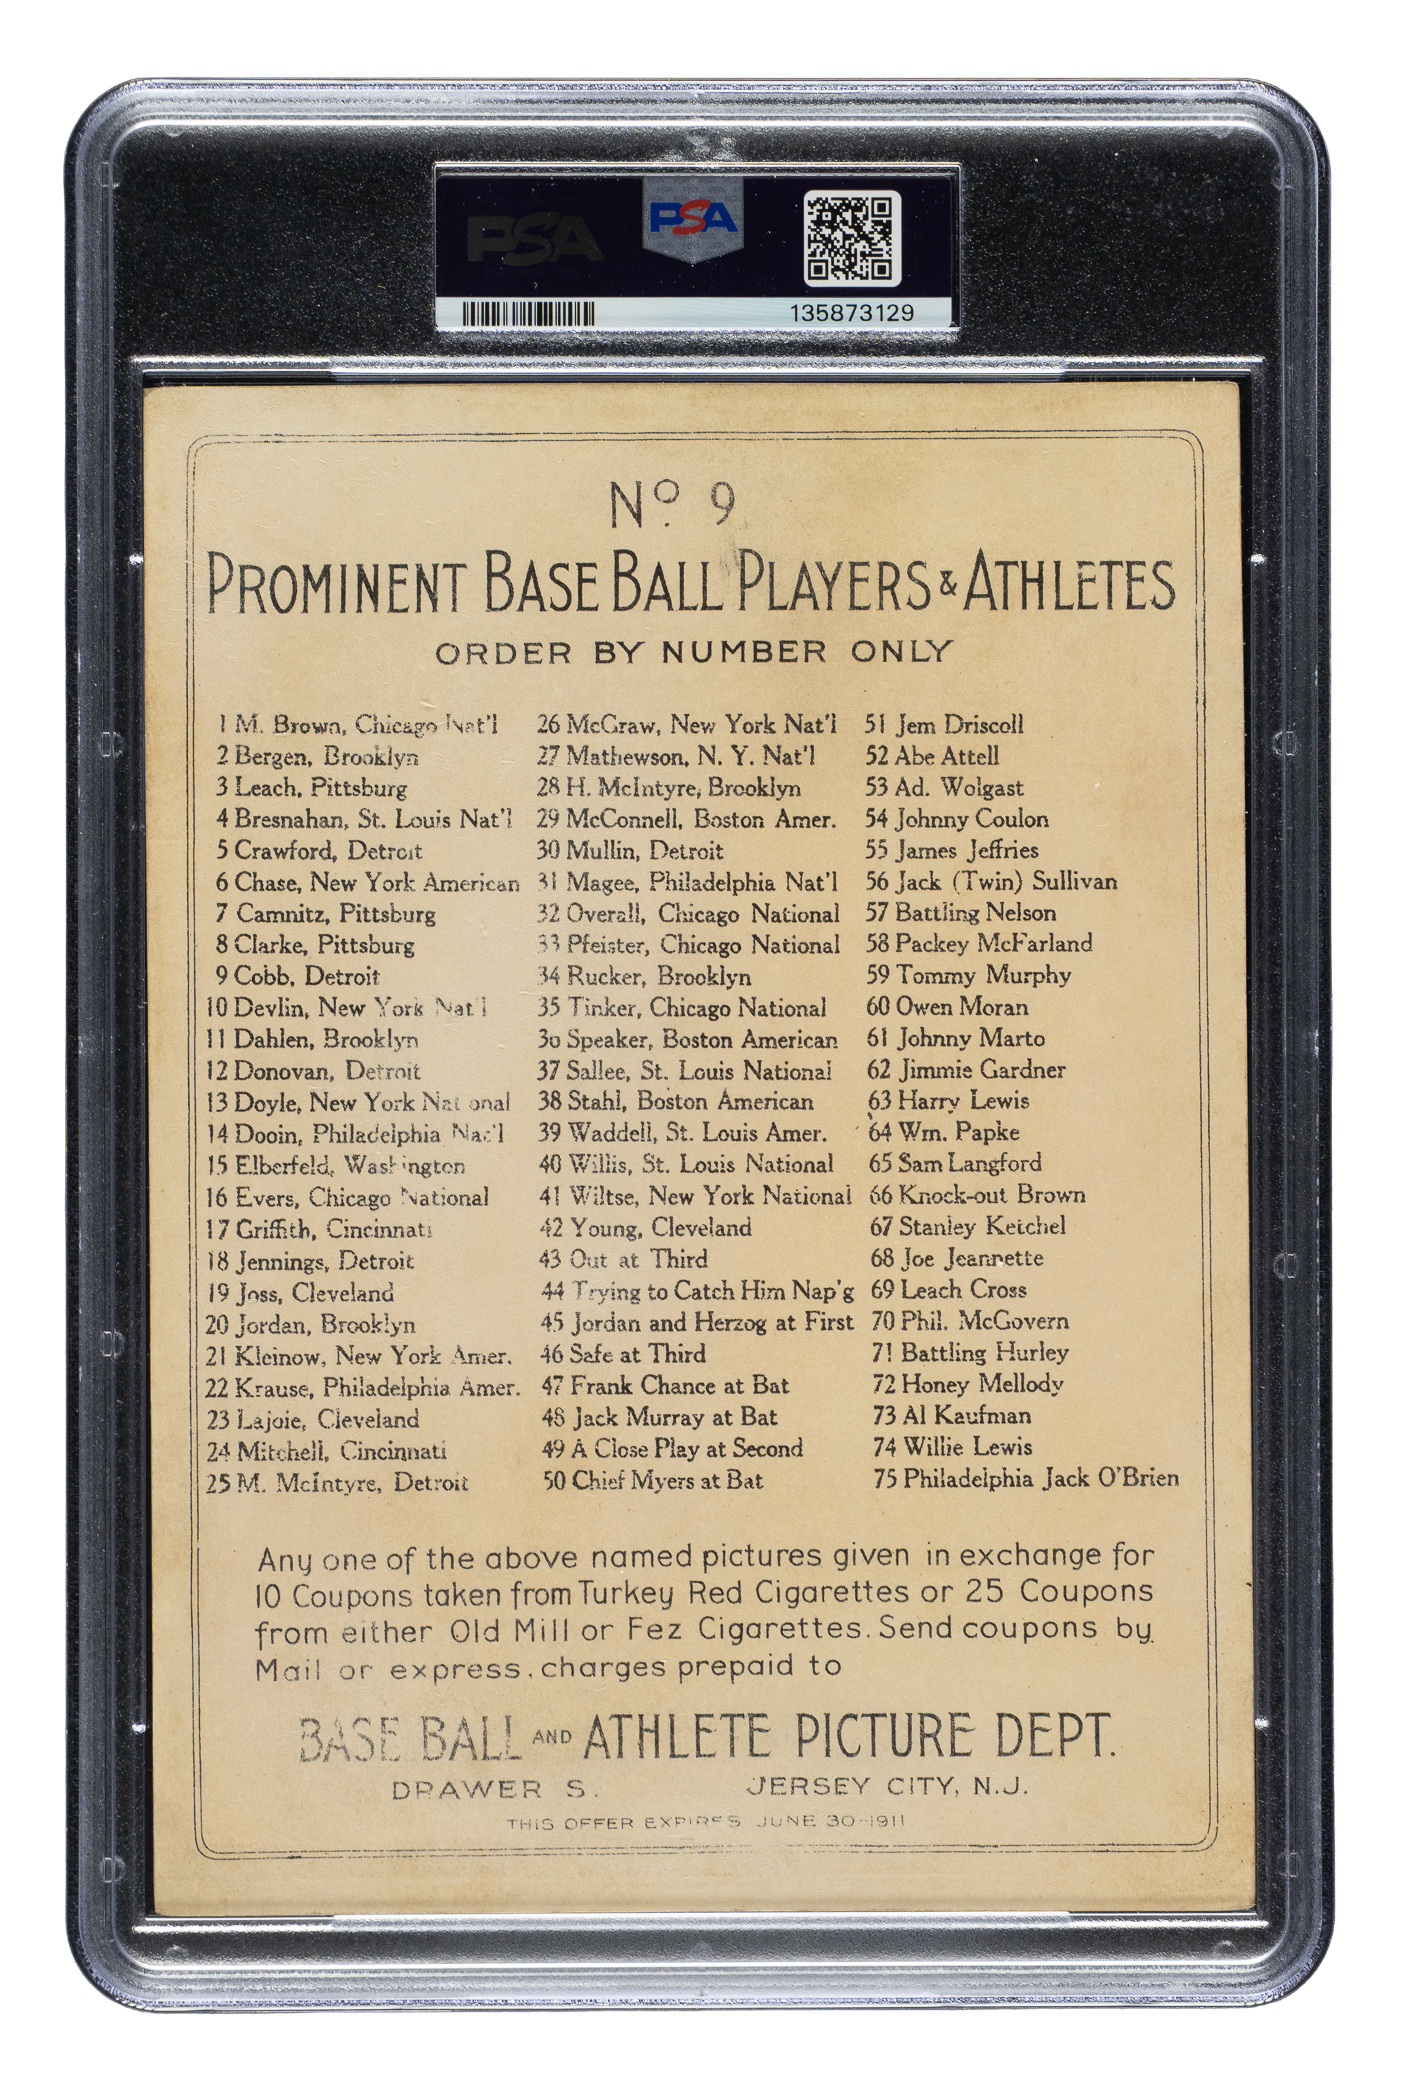 PSA
PSA
135873129
No. 9
PROMINENT BASE BALL PLAYERS & ATHLETES
ORDER BY NUMBER ONLY
1 M. Brown, Chicago Nat'l
2 Bergen, Brooklyn
3 Leach, Pittsburg
4 Bresnahan, St. Louis Nat'l
5 Crawford, Detroit
6 Chase, New York American
7 Camnitz, Pittsburg
8 Clarke, Pittsburg
9 Cobb, Detroit
10 Devlin, New York Nat'l
11 Dahlen, Brooklyn
12 Donovan, Detroit
13 Doyle, New York National
14 Dooin, Philadelphia Nat'l
15 Elberfeld, Washington
16 Evers, Chicago National
17 Griffith, Cincinnati
18 Jennings, Detroit
19 Joss, Cleveland
20 Jordan, Brooklyn
21 Kleinow, New York Amer.
22 Krause, Philadelphia Amer.
23 Lajoie, Cleveland
24 Mitchell, Cincinnati
25 M. McIntyre, Detroit
26 McGraw, New York Nat'l
27 Mathewson, N. Y. Nat'l
28 H. McIntyre, Brooklyn
29 McConnell, Boston Amer.
30 Mullin, Detroit
31 Magee, Philadelphia Nat'l
32 Overall, Chicago National
33 Pfeister, Chicago National
34 Rucker, Brooklyn
35 Tinker, Chicago National
36 Speaker, Boston American
37 Sallee, St. Louis National
38 Stahl, Boston American
39 Waddell, St. Louis Amer.
40 Willis, St. Louis National
41 Wiltse, New York National
42 Young, Cleveland
43 Out at Third
44 Trying to Catch Him Nap'g
45 Jordan and Herzog at First
46 Safe at Third
47 Frank Chance at Bat
48 Jack Murray at Bat
49 A Close Play at Second
50 Chief Myers at Bat
51 Jem Driscoll
52 Abe Attell
53 Ad. Wolgast
54 Johnny Coulon
55 James Jeffries
56 Jack (Twin) Sullivan
57 Battling Nelson
58 Packey McFarland
59 Tommy Murphy
60 Owen Moran
61 Johnny Marto
62 Jimmie Gardner
63 Harry Lewis
64 Wm. Papke
65 Sam Langford
66 Knock-out Brown
67 Stanley Ketchel
68 Joe Jeannette
69 Leach Cross
70 Phil. McGovern
71 Battling Hurley
72 Honey Mellody
73 Al Kaufman
74 Willie Lewis
75 Philadelphia Jack O'Brien
Any one of the above named pictures given in exchange for
10 Coupons taken from Turkey Red Cigarettes or 25 Coupons
from either Old Mill or Fez Cigarettes. Send coupons by
Mail or express, charges prepaid to
BASE BALL AND ATHLETE PICTURE DEPT.
DRAWER S. JERSEY CITY, N.J.
THIS OFFER EXPIRES JUNE 30-1911